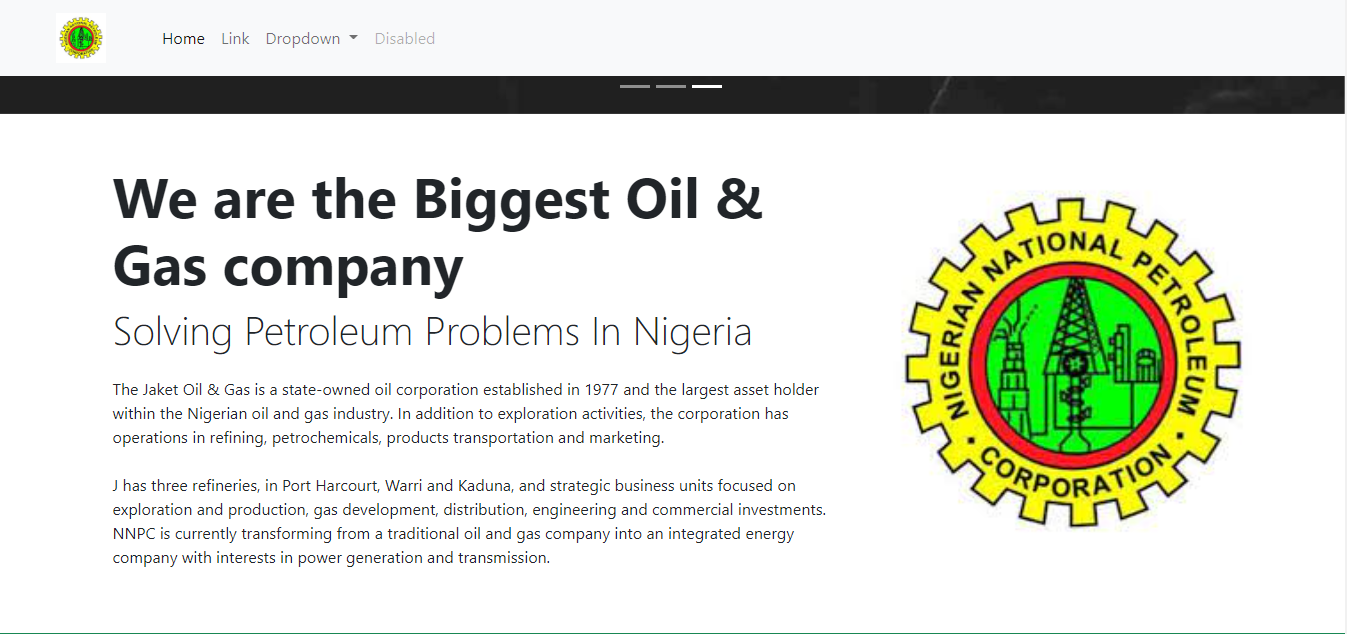 Home Link Dropdown Disabled
We are the Biggest Oil &
Gas company
Solving Petroleum Problems In Nigeria
The Jaket Oil & Gas is a state-owned oil corporation established in 1977 and the largest asset holder
within the Nigerian oil and gas industry. In addition to exploration activities, the corporation has
operations in refining, petrochemicals, products transportation and marketing.
J has three refineries, in Port Harcourt, Warri and Kaduna, and strategic business units focused on
exploration and production, gas development, distribution, engineering and commercial investments.
NNPC is currently transforming from a traditional oil and gas company into an integrated energy
company with interests in power generation and transmission.
NIGERIAN NATIONAL PETROLEUM
• CORPORATION •